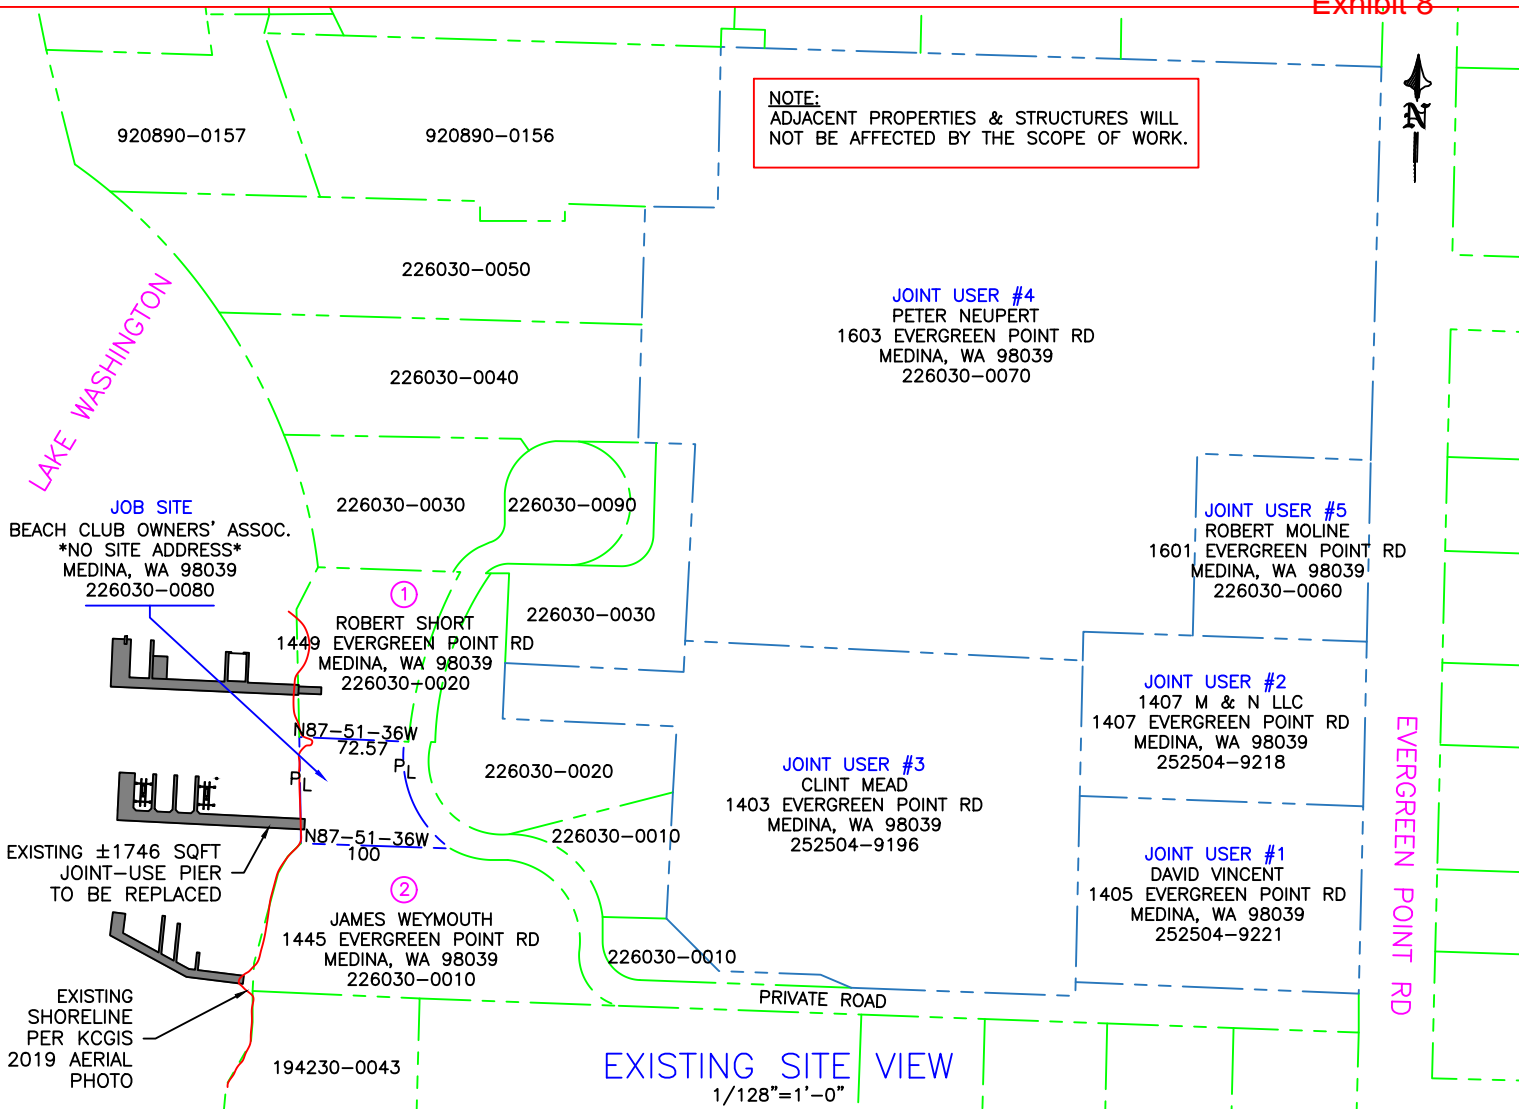 Exhibit 8
NOTE:
ADJACENT PROPERTIES & STRUCTURES WILL
NOT BE AFFECTED BY THE SCOPE OF WORK.
N
920890-0157
920890-0156
226030-0050
LAKE WASHINGTON
JOINT USER #4
PETER NEUPERT
1603 EVERGREEN POINT RD
MEDINA, WA 98039
226030-0070
226030-0040
226030-0030
226030-0090
JOB SITE
BEACH CLUB OWNERS' ASSOC.
*NO SITE ADDRESS*
MEDINA, WA 98039
226030-0080
JOINT USER #5
ROBERT MOLINE
1601 EVERGREEN POINT RD
MEDINA, WA 98039
226030-0060
1
ROBERT SHORT
1449 EVERGREEN POINT RD
MEDINA, WA 98039
226030-0020
226030-0030
JOINT USER #2
1407 M & N LLC
1407 EVERGREEN POINT RD
MEDINA, WA 98039
252504-9218
N87-51-36W
72.57
PL
PL
226030-0020
JOINT USER #3
CLINT MEAD
1403 EVERGREEN POINT RD
MEDINA, WA 98039
252504-9196
EVERGREEN POINT RD
N87-51-36W
100
226030-0010
EXISTING ±1746 SQFT
JOINT-USE PIER
TO BE REPLACED
JOINT USER #1
DAVID VINCENT
1405 EVERGREEN POINT RD
MEDINA, WA 98039
252504-9221
2
JAMES WEYMOUTH
1445 EVERGREEN POINT RD
MEDINA, WA 98039
226030-0010
226030-0010
PRIVATE ROAD
EXISTING
SHORELINE
PER KCGIS
2019 AERIAL
PHOTO
194230-0043
EXISTING SITE VIEW
1/128"=1'-0"